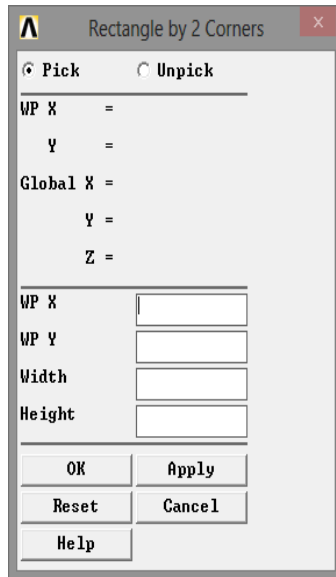 Rectangle by 2 Corners
Pick Unpick
WP X =
Y =
Global X =
Y =
Z =
WP X
WP Y
Width
Height
OK Apply
Reset Cancel
Help